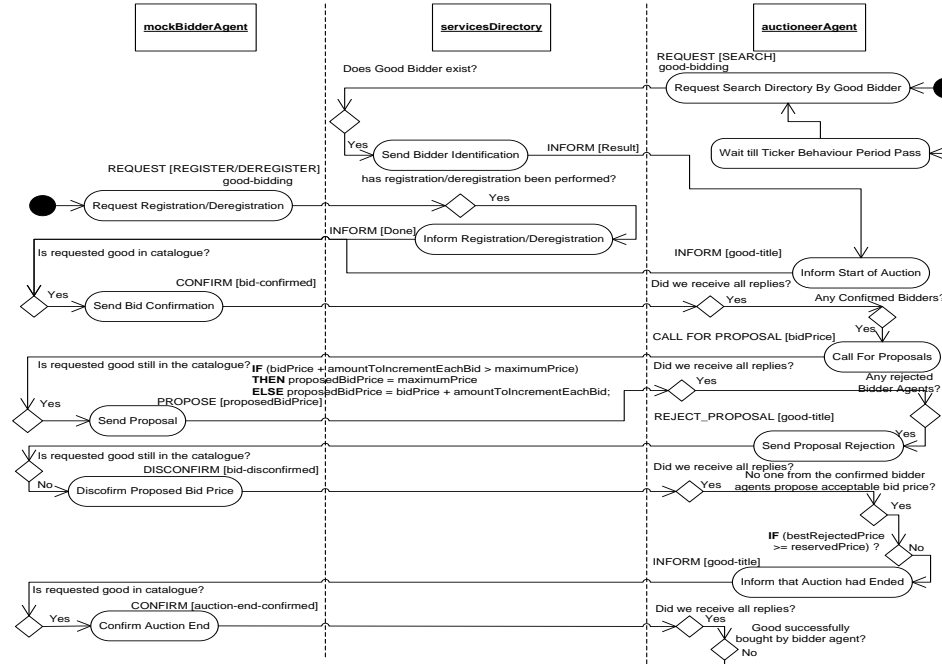 mockBidderAgent
servicesDirectory
auctioneerAgent
REQUEST [SEARCH]
good-bidding
Does Good Bidder exist?
Request Search Directory By Good Bidder
Yes
Send Bidder Identification
INFORM [Result]
Wait till Ticker Behaviour Period Pass
REQUEST [REGISTER/DEREGISTER]
good-bidding
has registration/deregistration been performed?
Request Registration/Deregistration
Yes
INFORM [Done]
Inform Registration/Deregistration
Is requested good in catalogue?
INFORM [good-title]
Inform Start of Auction
CONFIRM [bid-confirmed]
Did we receive all replies?
Yes
Send Bid Confirmation
Yes
Any Confirmed Bidders?
Yes
CALL FOR PROPOSAL [bidPrice]
Call For Proposals
Is requested good still in the catalogue?
IF (bidPrice + amountToIncrementEachBid > maximumPrice)
THEN proposedBidPrice = maximumPrice
ELSE proposedBidPrice = bidPrice + amountToIncrementEachBid;
Did we receive all replies?
Yes
Any rejected
Bidder Agents?
PROPOSE [proposedBidPrice]
Yes
Send Proposal
REJECT_PROPOSAL [good-title]
Yes
Send Proposal Rejection
Is requested good still in the catalogue?
DISCONFIRM [bid-disconfirmed]
Did we receive all replies?
No
Discofirm Proposed Bid Price
Yes
No one from the confirmed bidder
agents propose acceptable bid price?
Yes
IF (bestRejectedPrice
>= reservedPrice) ?
No
INFORM [good-title]
Inform that Auction had Ended
Is requested good in catalogue?
CONFIRM [auction-end-confirmed]
Did we receive all replies?
Yes
Confirm Auction End
Yes
Good successfully
bought by bidder agent?
No